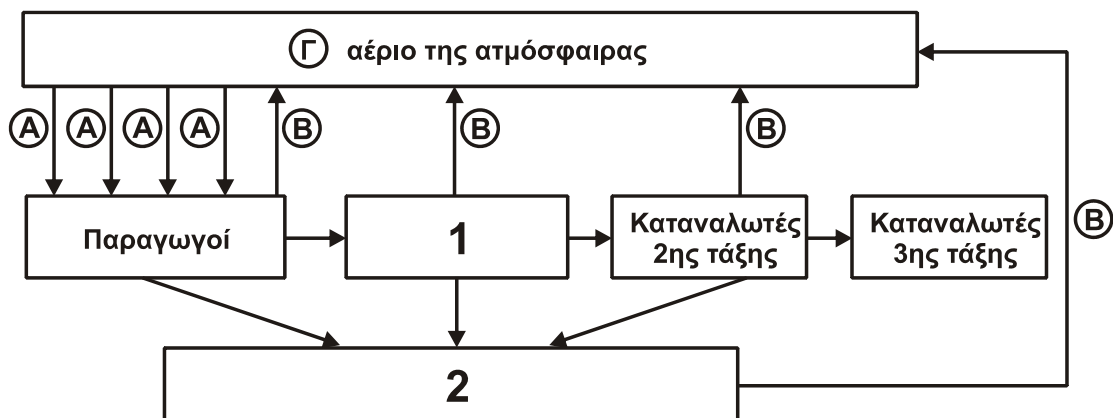 Γ αέριο της ατμόσφαιρας
Α Α Α Α Β Β Β
Παραγωγοί
1
Καταναλωτές
2ης τάξης
Καταναλωτές
3ης τάξης
Β
2